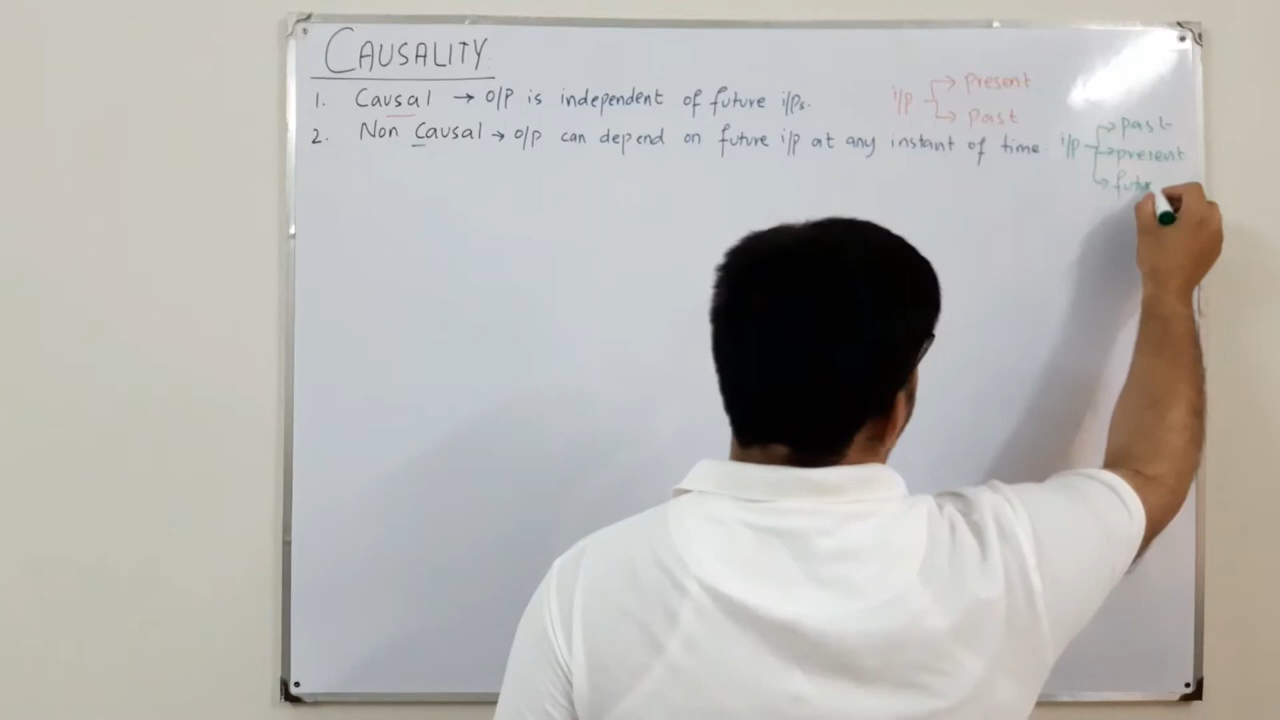 CAUSALITY:
1. Causal → O/P is independent of future i/ps.
i/p → present
→ past
2. Non Causal → O/P can depend on future i/p at any instant of time
i/p → past
→ present
→ futu